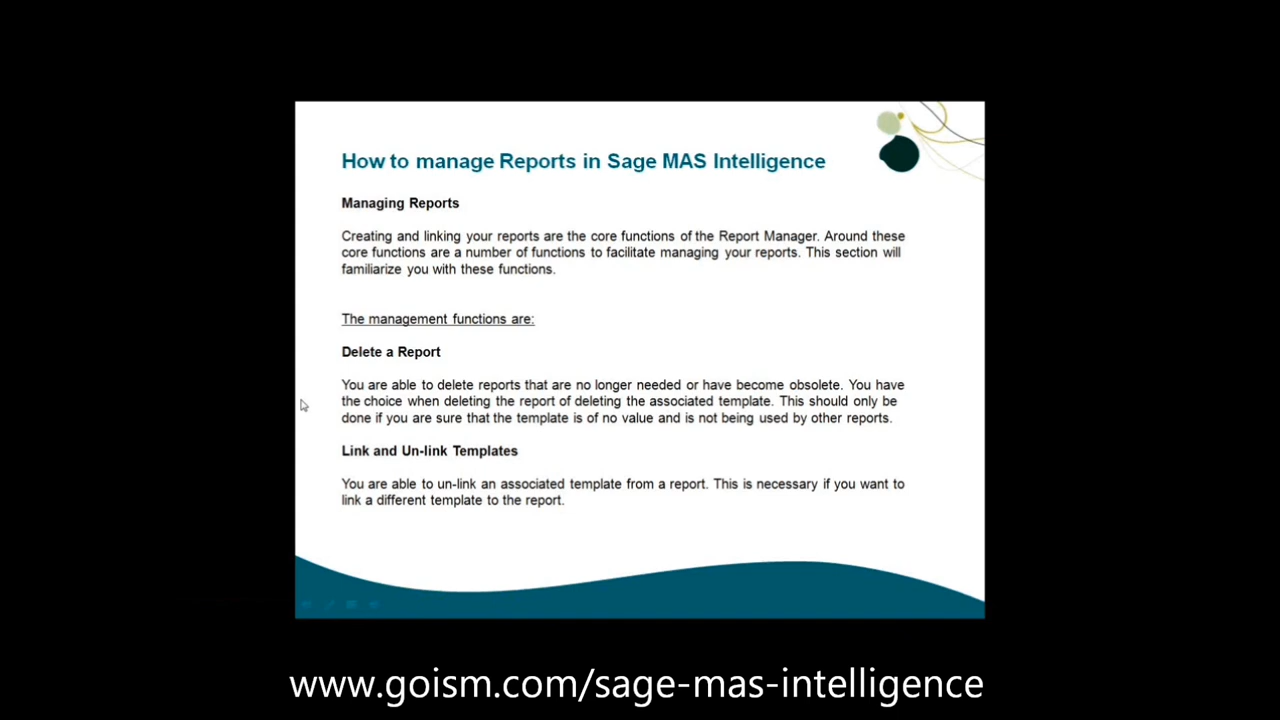 How to manage Reports in Sage MAS Intelligence
Managing Reports
Creating and linking your reports are the core functions of the Report Manager. Around these
core functions are a number of functions to facilitate managing your reports. This section will
familiarize you with these functions.
The management functions are:
Delete a Report
You are able to delete reports that are no longer needed or have become obsolete. You have
the choice when deleting the report of deleting the associated template. This should only be
done if you are sure that the template is of no value and is not being used by other reports.
Link and Un-link Templates
You are able to un-link an associated template from a report. This is necessary if you want to
link a different template to the report.
www.goism.com/sage-mas-intelligence